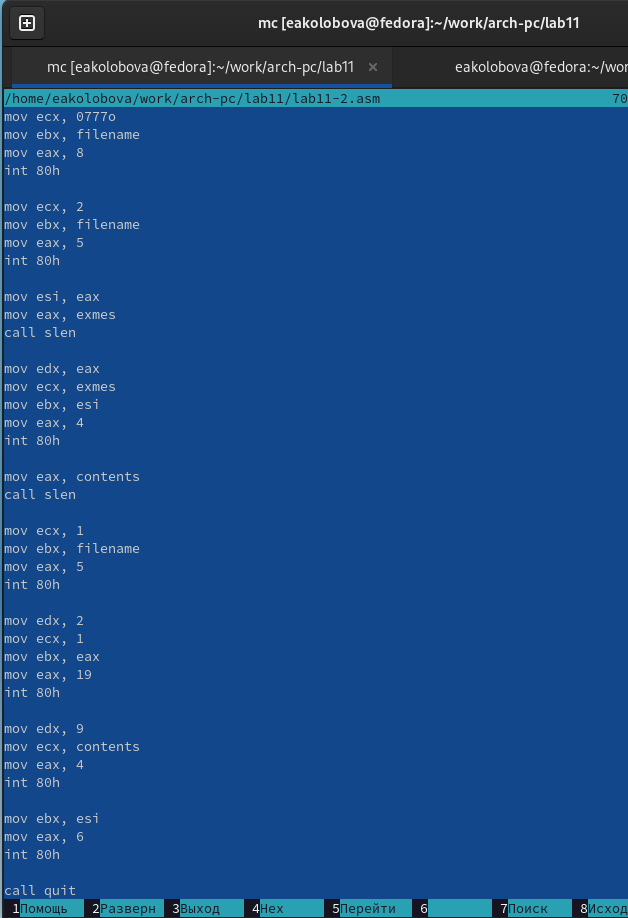 mc [eakolobova@fedora]:~/work/arch-pc/lab11
mc [eakolobova@fedora]:~/work/arch-pc/lab11 ×
eakolobova@fedora:~/wor
/home/eakolobova/work/arch-pc/lab11/lab11-2.asm 70
mov ecx, 0777o
mov ebx, filename
mov eax, 8
int 80h
mov ecx, 2
mov ebx, filename
mov eax, 5
int 80h
mov esi, eax
mov eax, exmes
call slen
mov edx, eax
mov ecx, exmes
mov ebx, esi
mov eax, 4
int 80h
mov eax, contents
call slen
mov ecx, 1
mov ebx, filename
mov eax, 5
int 80h
mov edx, 2
mov ecx, 1
mov ebx, eax
mov eax, 19
int 80h
mov edx, 9
mov ecx, contents
mov eax, 4
int 80h
mov ebx, esi
mov eax, 6
int 80h
call quit
1Помощь 2Разверн 3Выход 4Hex 5Перейти 6 7Поиск 8Исход